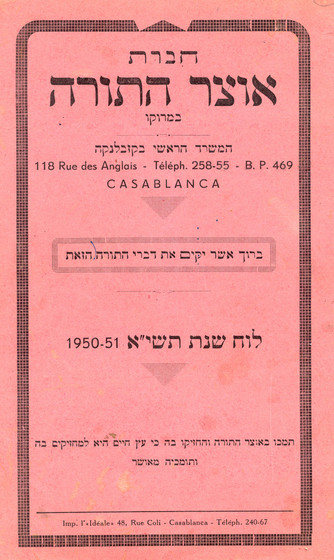 חברת
אוצר התורה
במרוקו
המשרד הראשי בקזבלנקה
118 Rue des Anglais - Téléph. 258-55 - B. P. 469
CASABLANCA
ברוך אשר יקים את דברי התורה הזאת
לוח שנת תשי"א 1950-51
תמכו באוצר התורה והחזיקו בה כי עץ חיים היא למחזיקים בה
ותומכיה מאושר
Imp. l'«Idéale» 48, Rue Coli - Casablanca - Téléph. 240-67